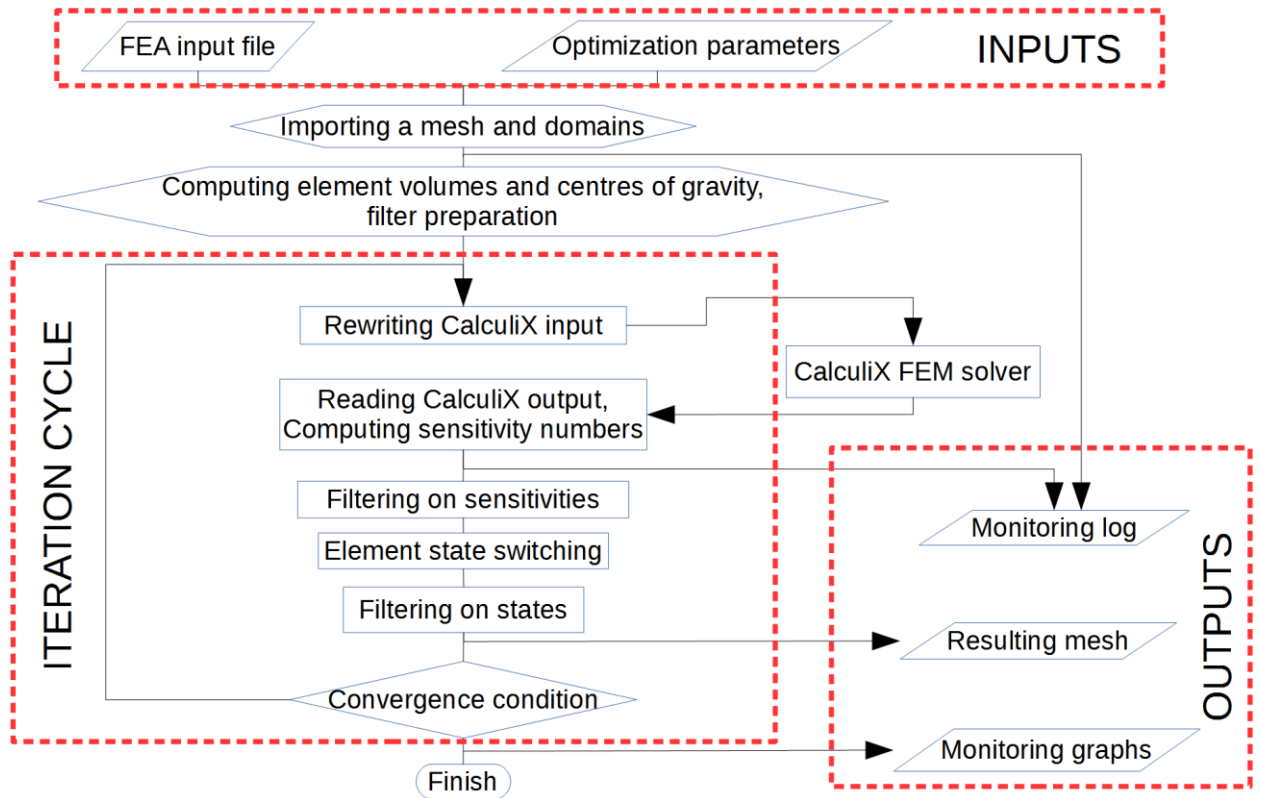 FEA input file
Optimization parameters
INPUTS
Importing a mesh and domains
Computing element volumes and centres of gravity,
filter preparation
ITERATION CYCLE
Rewriting CalculiX input
CalculiX FEM solver
Reading CalculiX output,
Computing sensitivity numbers
Filtering on sensitivities
Element state switching
Filtering on states
Convergence condition
Finish
OUTPUTS
Monitoring log
Resulting mesh
Monitoring graphs